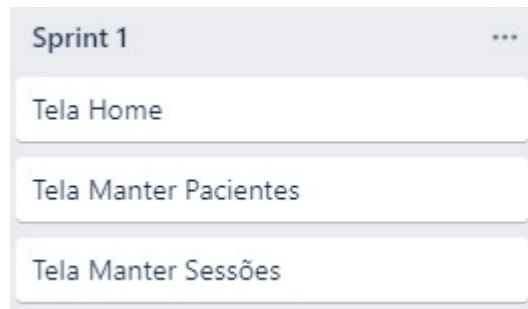 Sprint 1
Tela Home
Tela Manter Pacientes
Tela Manter Sessões